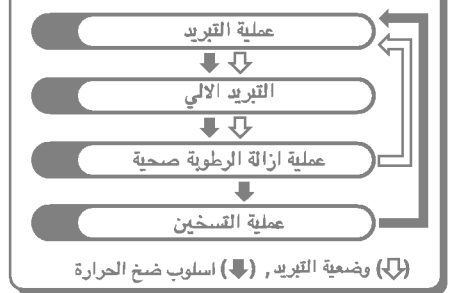 عملية التبريد
التبريد الالي
عملية ازالة الرطوبة صحية
عملية التسخين
(⇩) وضعية التبريد , (⬇) اسلوب ضخ الحرارة